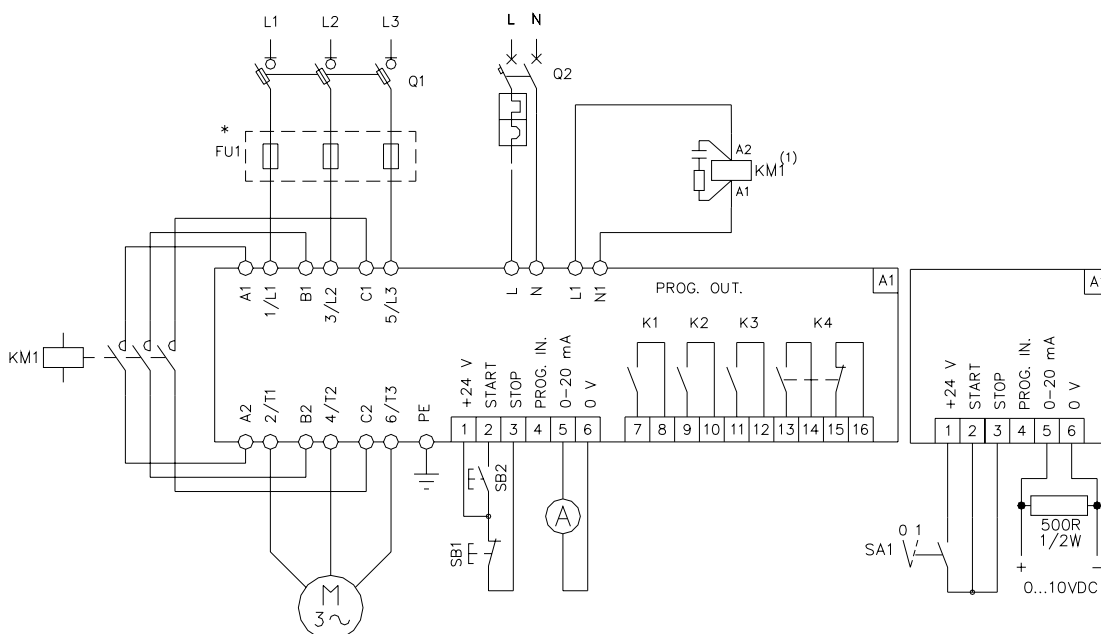 L1 L2 L3 L N
Q1 Q2
*
FU1
A2
KM1 (1)
A1
A1 1/L1 B1 3/L2 C1 5/L3 L N L1 N1
PROG. OUT. A1 A
K1 K2 K3 K4
KM1
+24 V START STOP PROG. IN. 0-20 mA 0 V
+24 V START STOP PROG. IN. 0-20 mA 0 V
A2 2/T1 B2 4/T2 C2 6/T3 PE
1 2 3 4 5 6 7 8 9 10 11 12 13 14 15 16
1 2 3 4 5 6
SB2
A
SB1
500R
1/2W
0 1
SA1
+ −
0...10VDC
M
3~